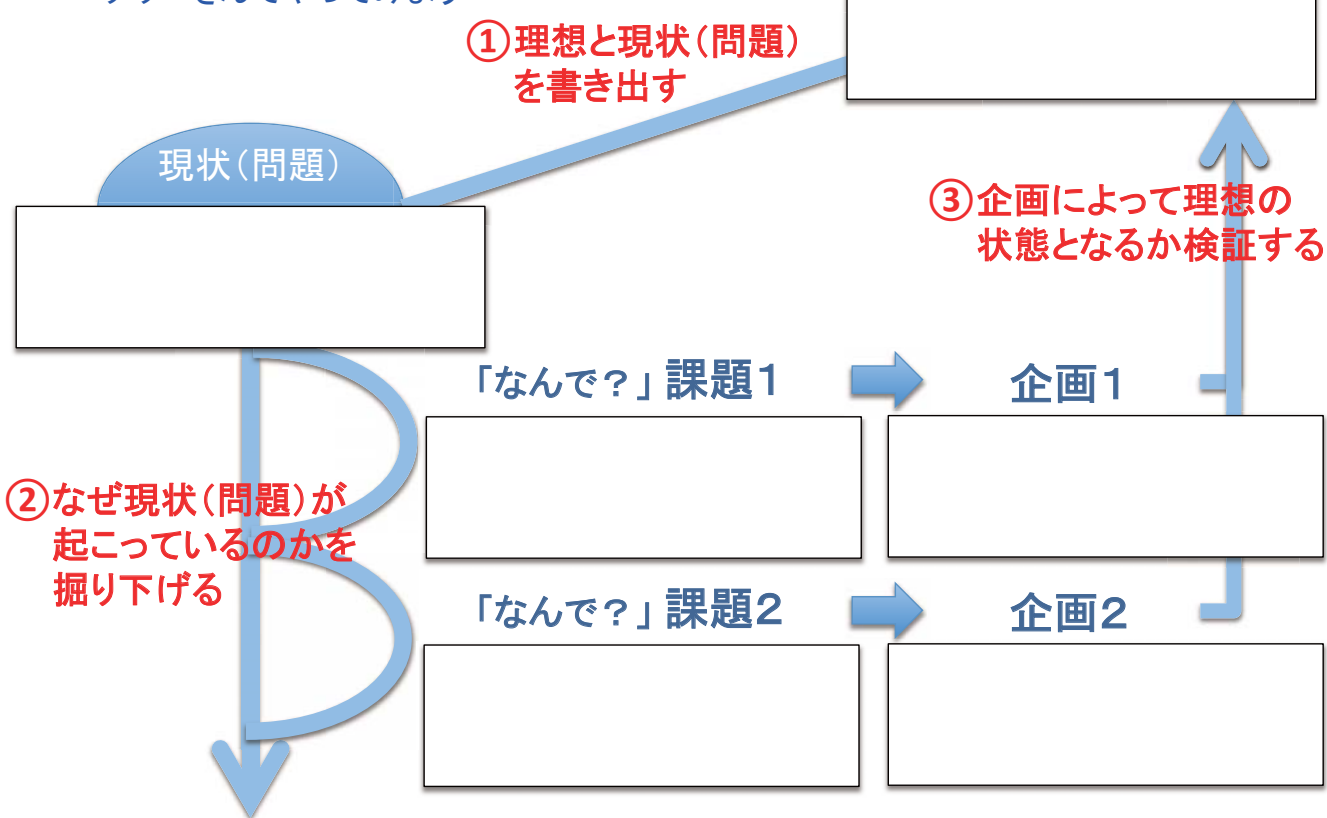 ①理想と現状(問題)
を書き出す
現状(問題)
③企画によって理想の
状態となるか検証する
「なんで?」課題1
企画1
②なぜ現状(問題)が
起こっているのかを
掘り下げる
「なんで?」課題2
企画2